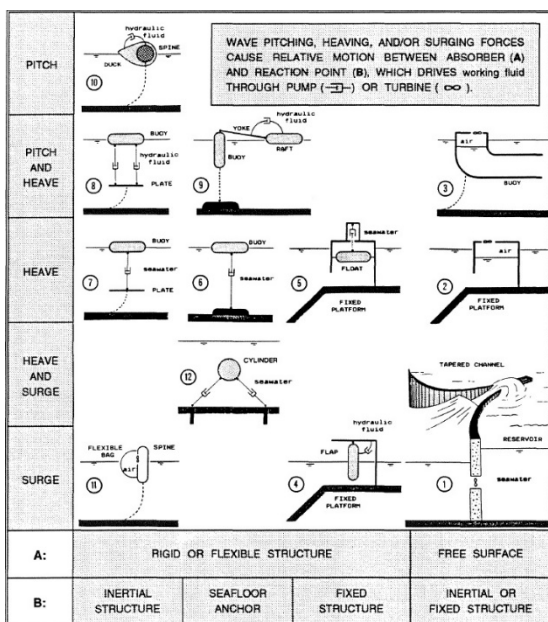 PITCH
hydraulic
fluid
SPINE
DUCK
10
WAVE PITCHING, HEAVING, AND/OR SURGING FORCES
CAUSE RELATIVE MOTION BETWEEN ABSORBER (A)
AND REACTION POINT (B), WHICH DRIVES working fluid
THROUGH PUMP ( ) OR TURBINE ( ∞ ).
PITCH
AND
HEAVE
BUOY
hydraulic
fluid
PLATE
8
YOKE
hydraulic
fluid
BUOY
RAFT
9
air
BUOY
3
HEAVE
BUOY
seawater
PLATE
7
BUOY
seawater
6
seawater
FLOAT
5
FIXED
PLATFORM
air
2
FIXED
PLATFORM
HEAVE
AND
SURGE
CYLINDER
12
seawater
TAPERED CHANNEL
RESERVOIR
seawater
1
SURGE
FLEXIBLE
BAG
SPINE
air
11
hydraulic
fluid
FLAP
4
FIXED
PLATFORM
A:
RIGID OR FLEXIBLE STRUCTURE
FREE SURFACE
B:
INERTIAL
STRUCTURE
SEAFLOOR
ANCHOR
FIXED
STRUCTURE
INERTIAL OR
FIXED STRUCTURE